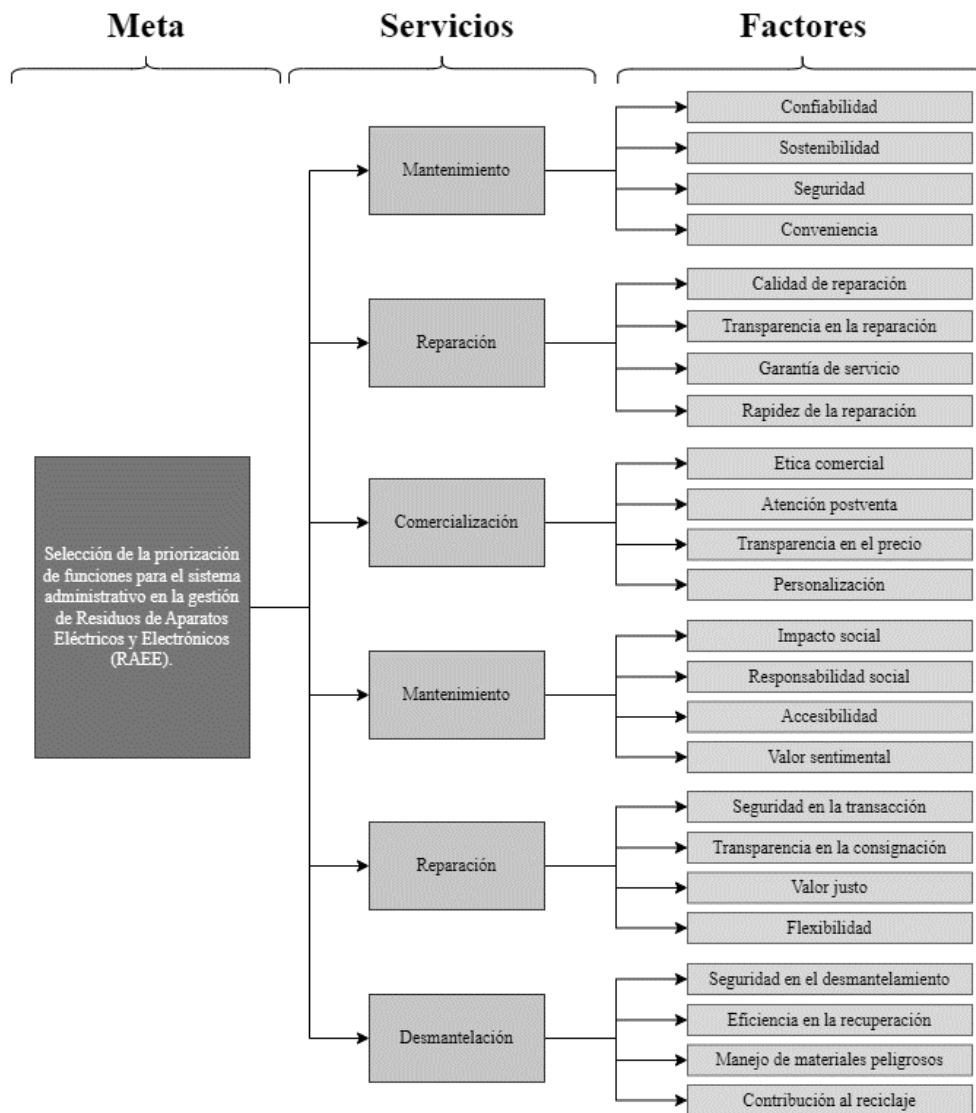 Meta
Servicios
Factores
Selección de la priorización
de funciones para el sistema
administrativo en la gestión
de Residuos de Aparatos
Eléctricos y Electrónicos
(RAEE).
Mantenimiento
Confiabilidad
Sostenibilidad
Seguridad
Conveniencia
Reparación
Calidad de reparación
Transparencia en la reparación
Garantía de servicio
Rapidez de la reparación
Comercialización
Etica comercial
Atención postventa
Transparencia en el precio
Personalización
Mantenimiento
Impacto social
Responsabilidad social
Accesibilidad
Valor sentimental
Reparación
Seguridad en la transacción
Transparencia en la consignación
Valor justo
Flexibilidad
Desmantelación
Seguridad en el desmantelamiento
Eficiencia en la recuperación
Manejo de materiales peligrosos
Contribución al reciclaje